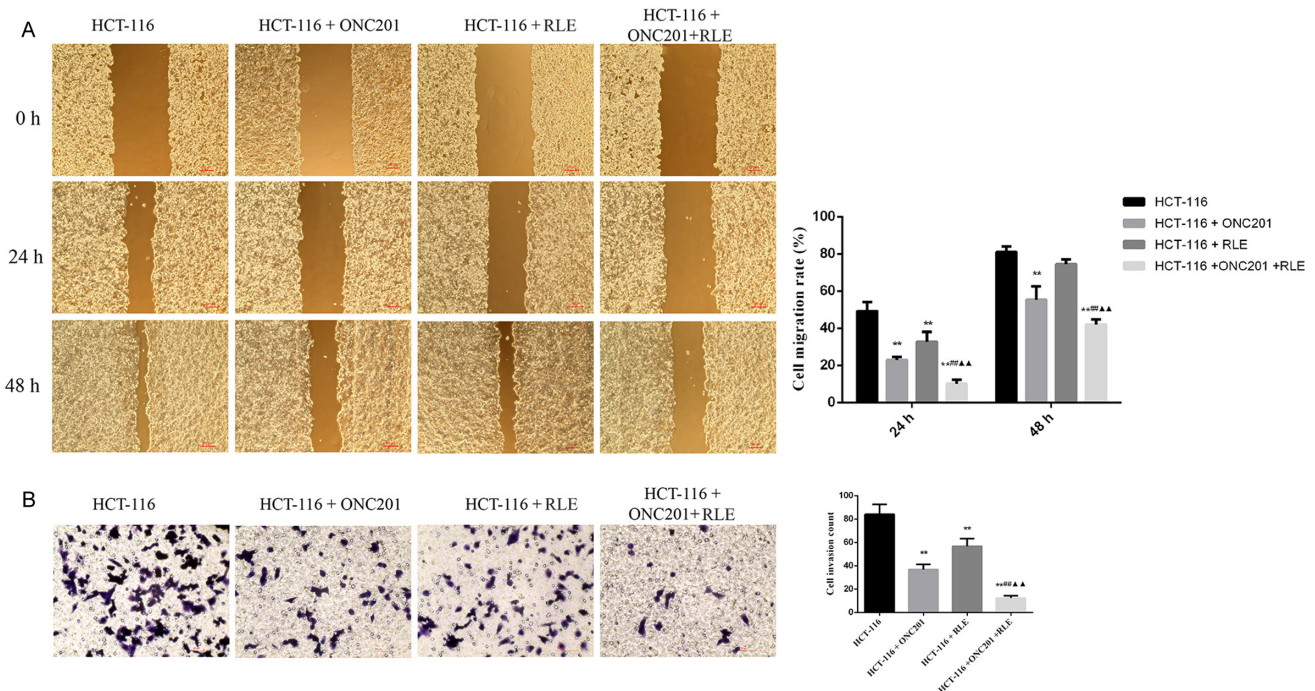 A
HCT-116
HCT-116 + ONC201
HCT-116 + RLE
HCT-116 +
ONC201+RLE
0 h
24 h
48 h
Cell migration rate (%)
100
80
60
40
20
0
**
**
**##▲▲
**
**##▲▲
24 h
48 h
HCT-116
HCT-116 + ONC201
HCT-116 + RLE
HCT-116 +ONC201 +RLE
B
HCT-116
HCT-116 + ONC201
HCT-116 + RLE
HCT-116 +
ONC201+RLE
Cell invasion count
100
80
60
40
20
0
**
**
**##▲▲
HCT-116
HCT-116 + ONC201
HCT-116 + RLE
HCT-116 +ONC201 +RLE